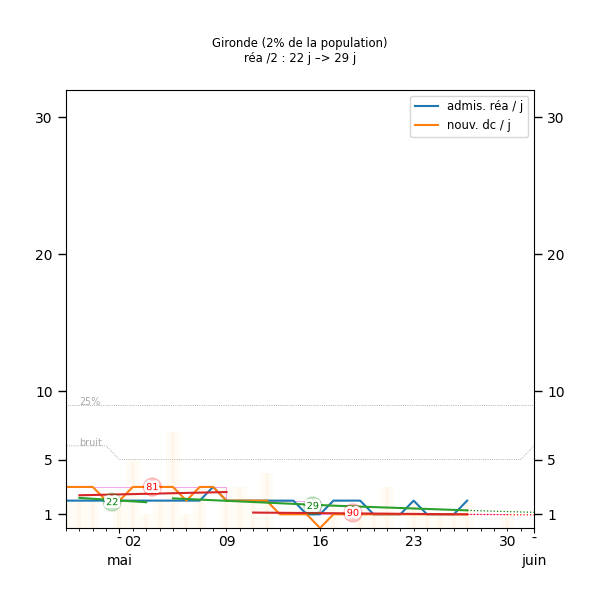 Gironde (2% de la population)
réa /2 : 22 j –> 29 j
admis. réa / j
nouv. dc / j
30 30
20 20
10 10
25%
bruit
5 5
81
22
29
90
1 1
- 02 09 16 23 30 -
mai juin